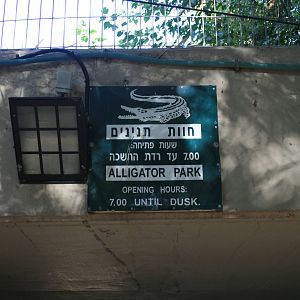 חוות תנינים
שעות פתיחה:
7.00 עד רדת החשכה
ALLIGATOR PARK
OPENING HOURS:
7.00 UNTIL DUSK.